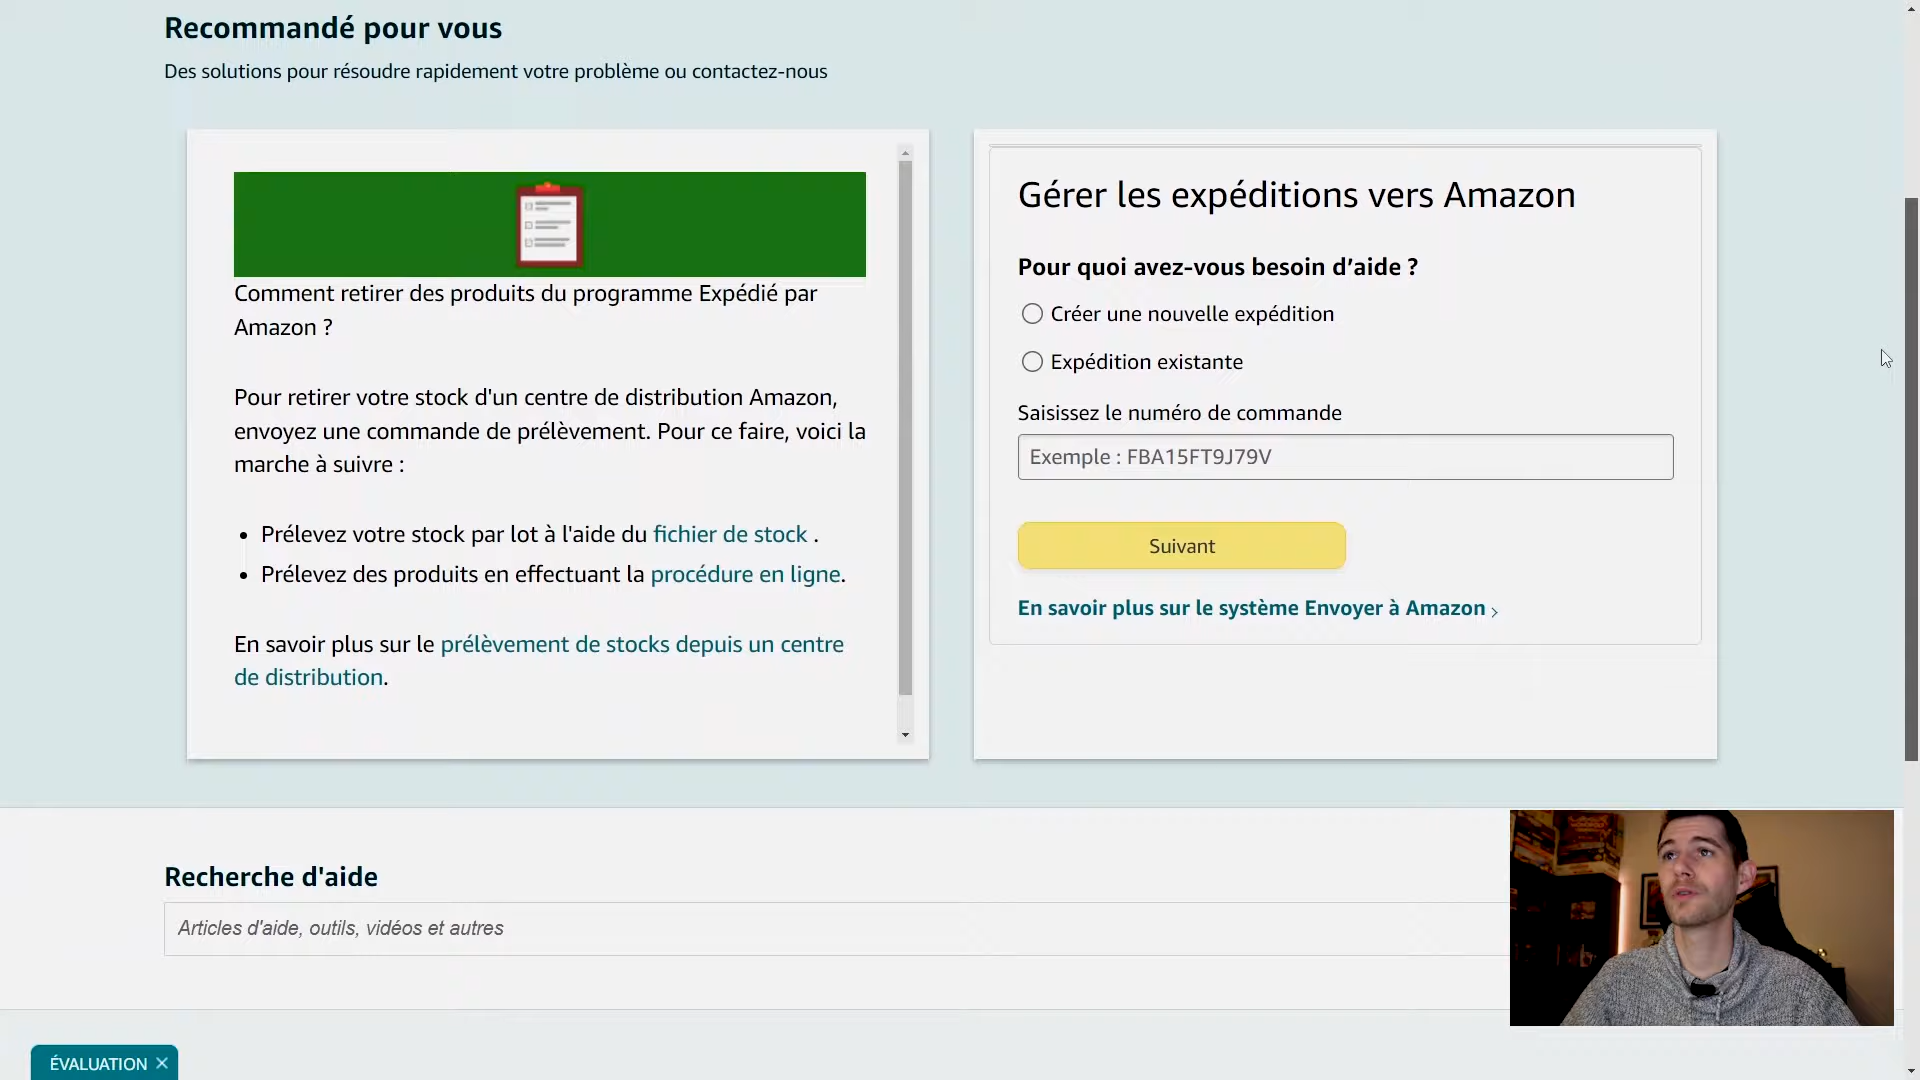 Recommandé pour vous
Des solutions pour résoudre rapidement votre problème ou contactez-nous
Comment retirer des produits du programme Expédié par
Amazon ?
Pour retirer votre stock d'un centre de distribution Amazon,
envoyez une commande de prélèvement. Pour ce faire, voici la
marche à suivre :
• Prélevez votre stock par lot à l'aide du fichier de stock .
• Prélevez des produits en effectuant la procédure en ligne.
En savoir plus sur le prélèvement de stocks depuis un centre
de distribution.
Gérer les expéditions vers Amazon
Pour quoi avez-vous besoin d’aide ?
Créer une nouvelle expédition
Expédition existante
Saisissez le numéro de commande
Exemple : FBA15FT9J79V
Suivant
En savoir plus sur le système Envoyer à Amazon ›
Recherche d'aide
Articles d'aide, outils, vidéos et autres
ÉVALUATION ×